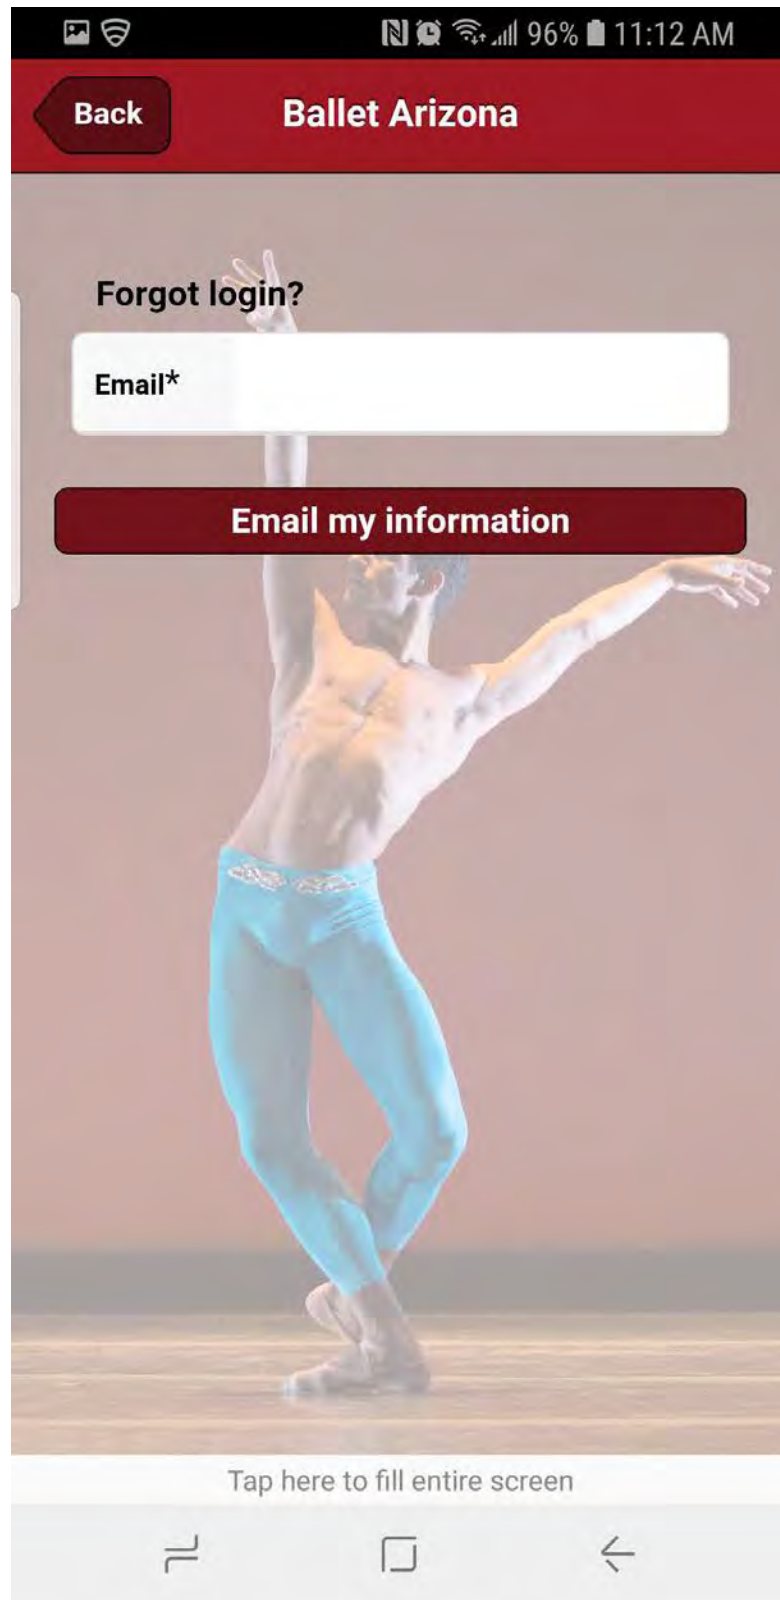 96% 11:12 AM
Back
Ballet Arizona
Forgot login?
Email*
Email my information
Tap here to fill entire screen